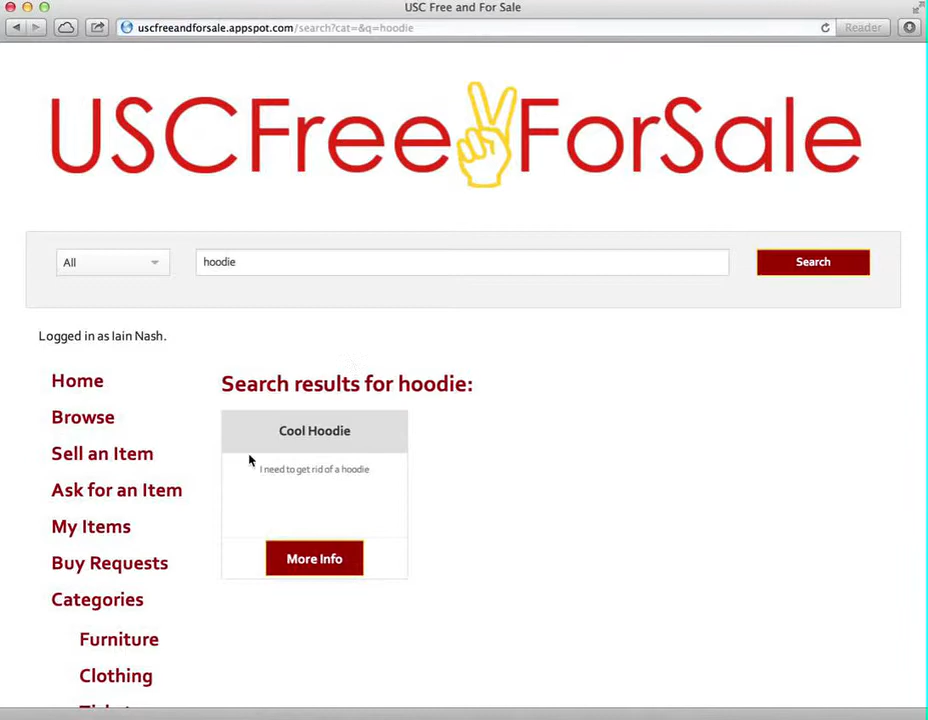 USC Free and For Sale
uscfreeandforsale.appspot.com/search?cat=&q=hoodie
Reader
USCFree ForSale
All
hoodie
Search
Logged in as Iain Nash.
Home
Browse
Sell an Item
Ask for an Item
My Items
Buy Requests
Categories
Furniture
Clothing
Search results for hoodie:
Cool Hoodie
I need to get rid of a hoodie
More Info